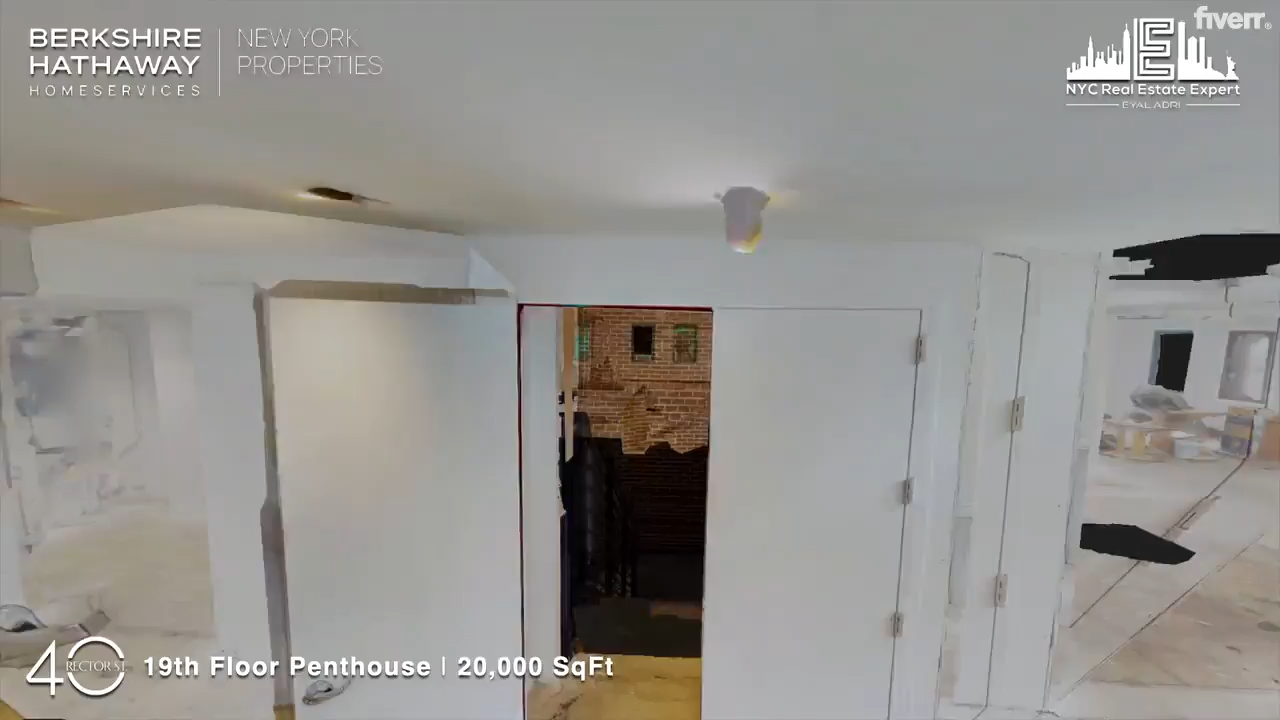 BERKSHIRE
HATHAWAY
HOMESERVICES
NEW YORK
PROPERTIES
fiverr.
E
NYC Real Estate Expert
EYAL ADRI
40
RECTOR ST.
19th Floor Penthouse | 20,000 SqFt